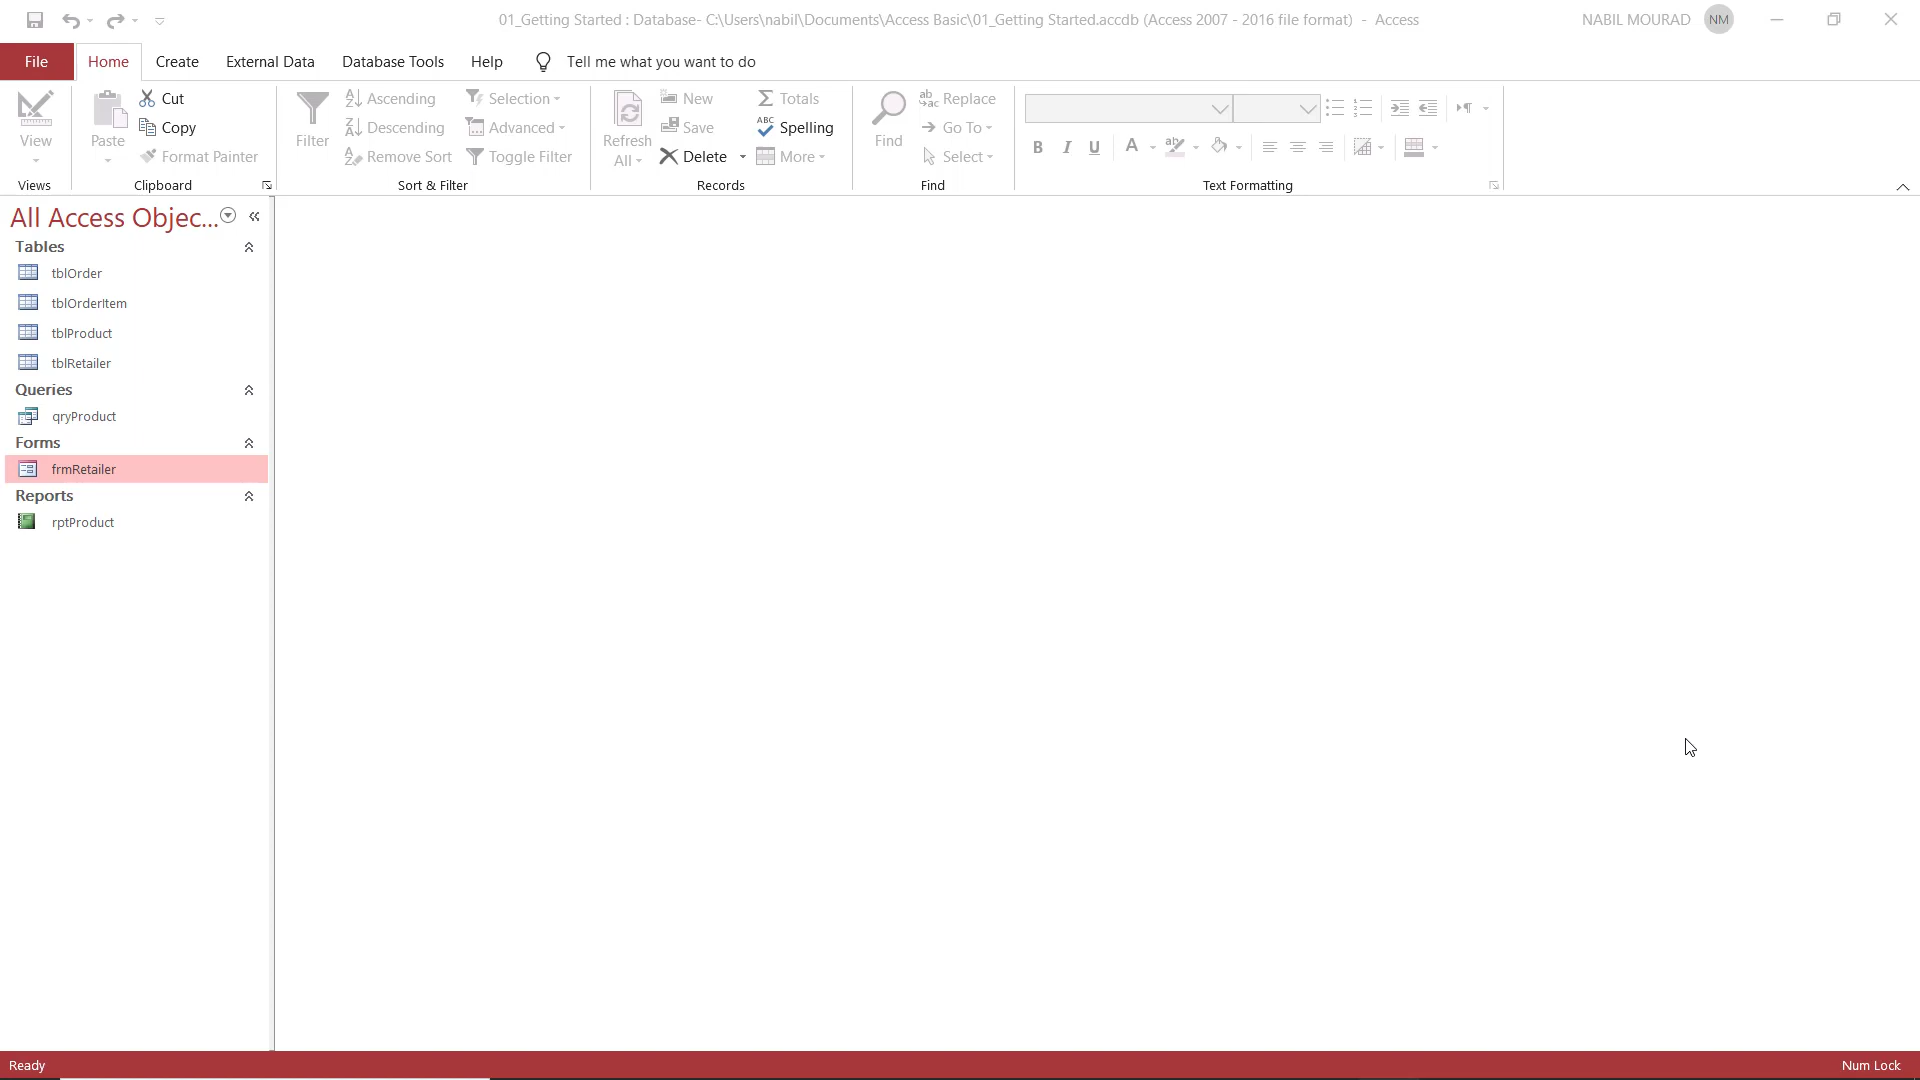 01_Getting Started : Database- C:\Users\nabil\Documents\Access Basic\01_Getting Started.accdb (Access 2007 - 2016 file format) - Access
NABIL MOURAD NM
File Home Create External Data Database Tools Help Tell me what you want to do
View
Views
Paste
Cut
Copy
Format Painter
Clipboard
Filter
Ascending
Descending
Remove Sort
Selection
Advanced
Toggle Filter
Sort & Filter
Refresh
All
New
Save
Delete
Totals
Spelling
More
Records
Find
Replace
Go To
Select
Find
B I U A
Text Formatting
All Access Objec...
Tables
tblOrder
tblOrderItem
tblProduct
tblRetailer
Queries
qryProduct
Forms
frmRetailer
Reports
rptProduct
Ready
Num Lock